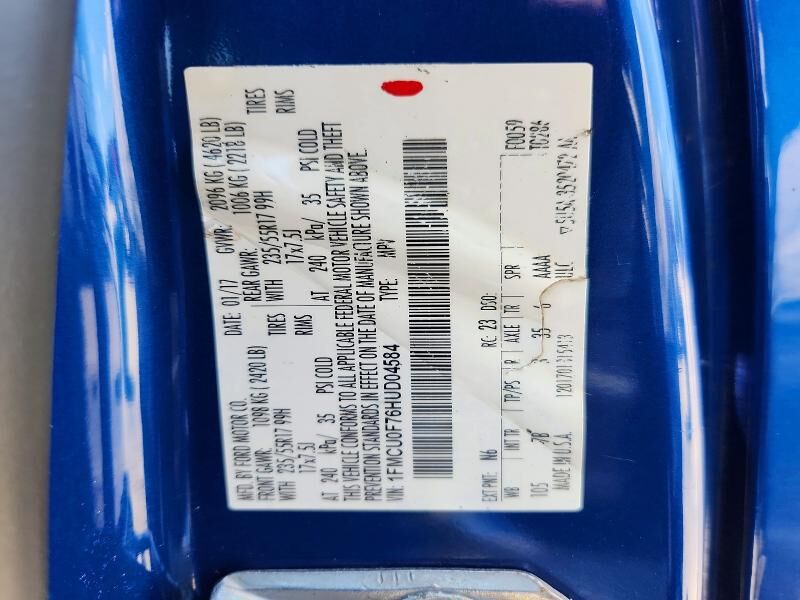 MFD. BY FORD MOTOR CO. DATE: 01/17 GVWR: 2096 KG ( 4620 LB)
FRONT GAWR: 1098 KG ( 2420 LB) REAR GAWR: 1006 KG ( 2218 LB)
WITH 235/55R17 99H TIRES WITH 235/55R17 99H TIRES
17x7.5J RIMS 17x7.5J RIMS
AT 240 kPa/ 35 PSI COLD AT 240 kPa/ 35 PSI COLD
THIS VEHICLE CONFORMS TO ALL APPLICABLE FEDERAL MOTOR VEHICLE SAFETY AND THEFT
PREVENTION STANDARDS IN EFFECT ON THE DATE OF MANUFACTURE SHOWN ABOVE.
VIN: 1FMCU0F76HUD04584 TYPE: MPV
F0059
EXT PNT: N6 RC: 23 DSO: T0286
WB INT TR TP/PS R AXLE TR SPR
105 35 6 AAAA
MADE IN U.S.A.